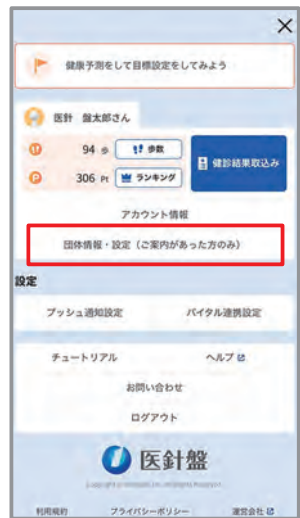 健康予測をして目標設定をしてみよう
医針 盤太郎さん
94 歩 歩数
306 Pt ランキング
健診結果取込み
アカウント情報
団体情報・設定（ご案内があった方のみ）
設定
プッシュ通知設定 バイタル連携設定
チュートリアル ヘルプ
お問い合わせ
ログアウト
医針盤
利用規約 プライバシーポリシー 運営会社